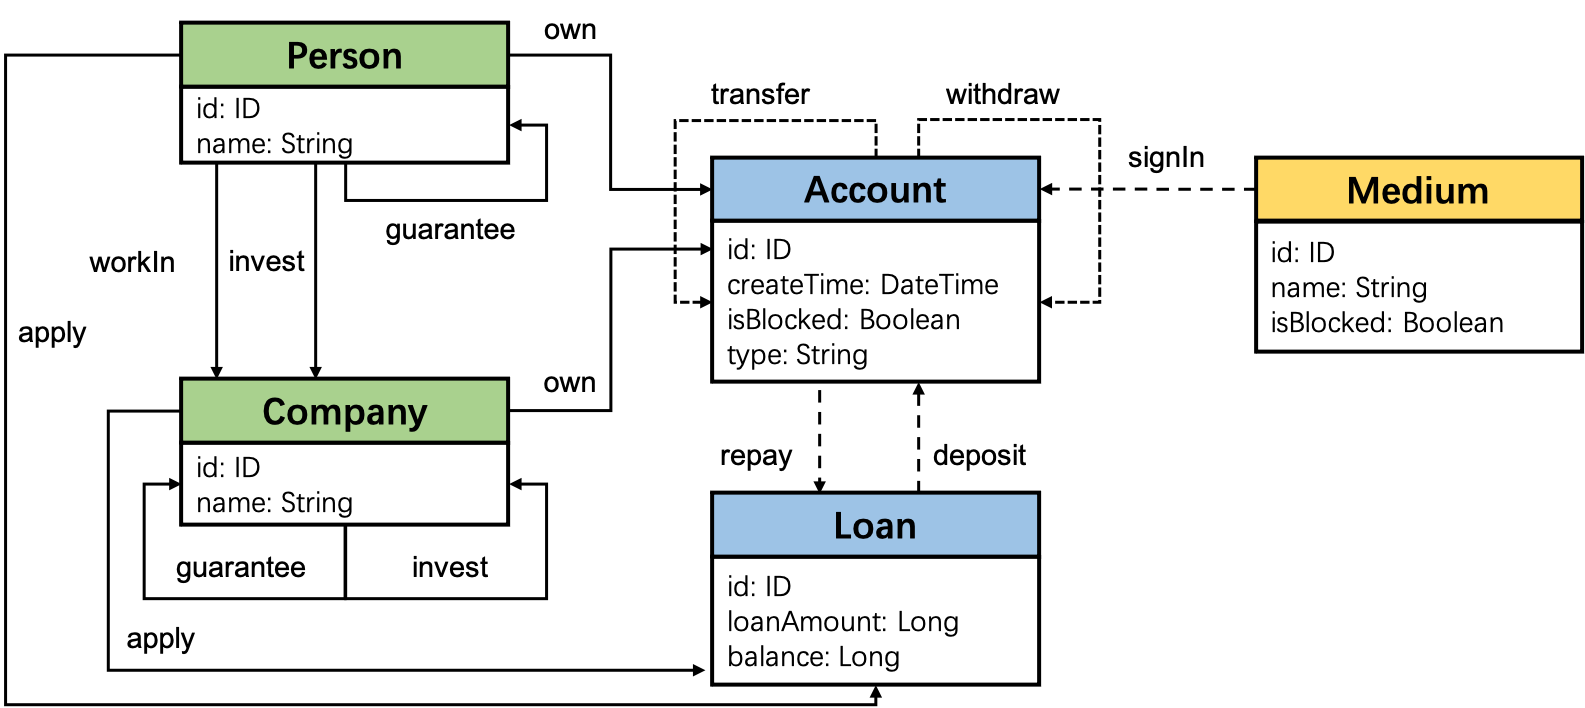 own
Person
id: ID
name: String
transfer
withdraw
signIn
guarantee
workIn
invest
apply
Account
id: ID
createTime: DateTime
isBlocked: Boolean
type: String
Medium
id: ID
name: String
isBlocked: Boolean
own
Company
id: ID
name: String
guarantee
invest
apply
repay
deposit
Loan
id: ID
loanAmount: Long
balance: Long